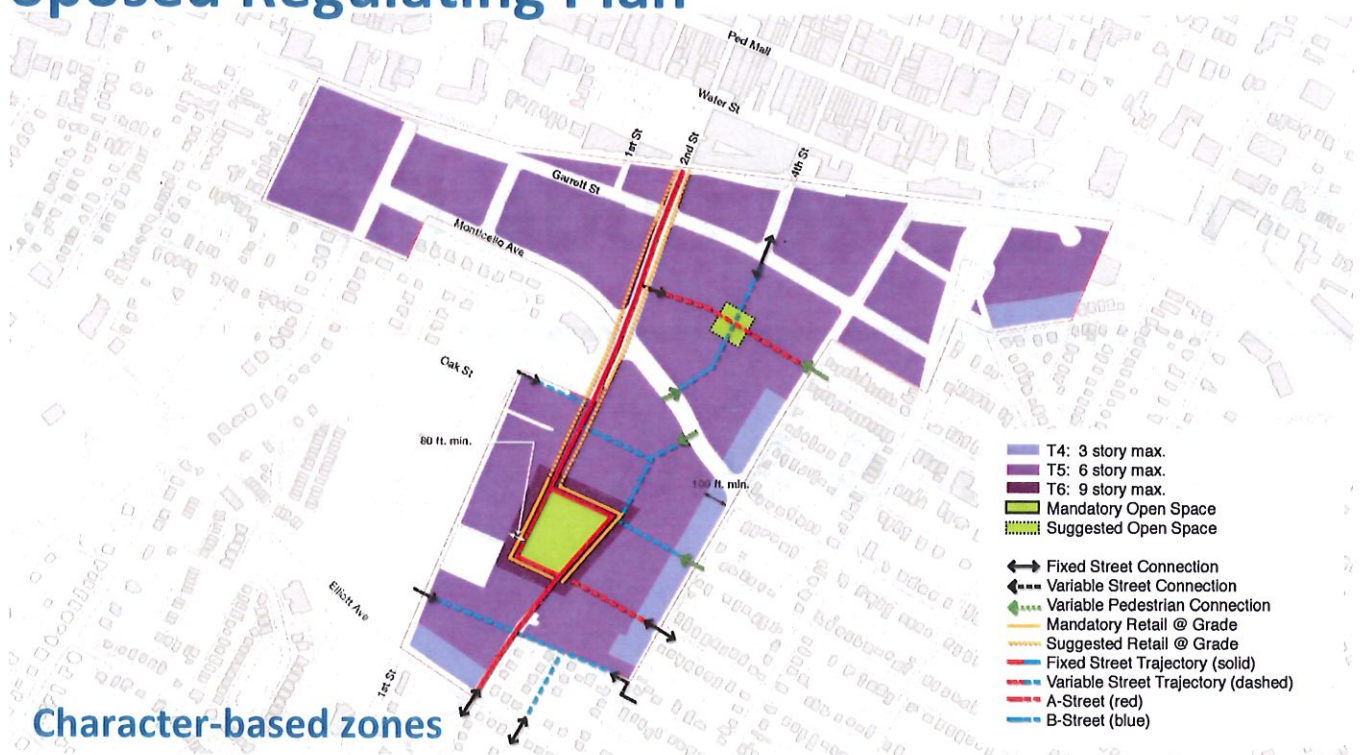 oposed Regulating Plan
Ped Mall
Water St
1st St
2nd St
4th St
Garrett St
Monticello Ave
Oak St
80 ft. min.
100 ft. min.
Elliott Ave
1st St
T4: 3 story max.
T5: 6 story max.
T6: 9 story max.
Mandatory Open Space
Suggested Open Space
Fixed Street Connection
Variable Street Connection
Variable Pedestrian Connection
Mandatory Retail @ Grade
Suggested Retail @ Grade
Fixed Street Trajectory (solid)
Variable Street Trajectory (dashed)
A-Street (red)
B-Street (blue)
Character-based zones